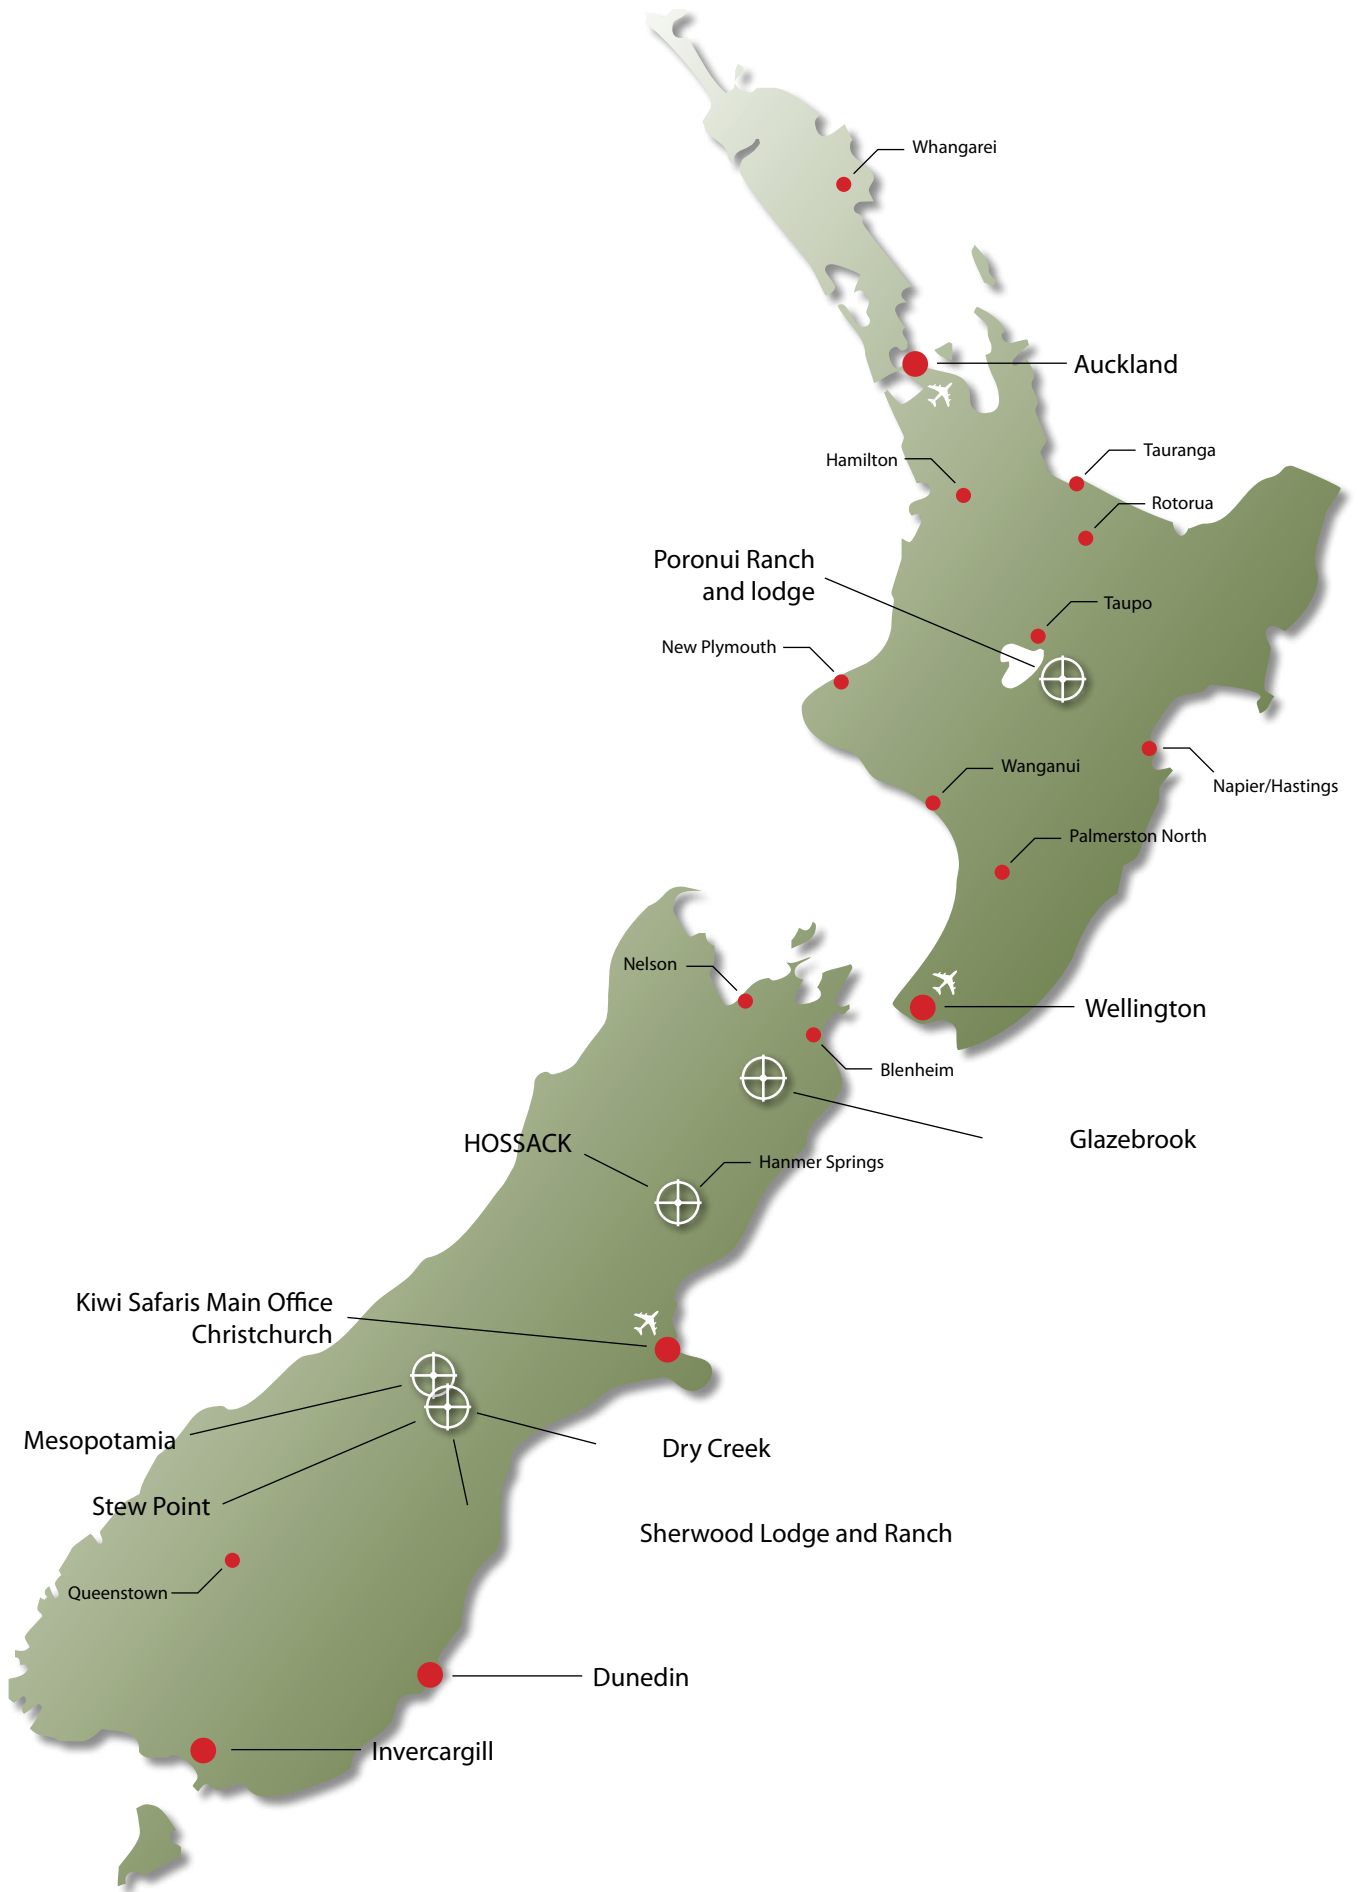 Whangarei
Auckland
Tauranga
Hamilton
Rotorua
Poronui Ranch
and lodge
Taupo
New Plymouth
Wanganui
Napier/Hastings
Palmerston North
Nelson
Wellington
Blenheim
Glazebrook
HOSSACK
Hanmer Springs
Kiwi Safaris Main Office
Christchurch
Mesopotamia
Dry Creek
Stew Point
Sherwood Lodge and Ranch
Queenstown
Dunedin
Invercargill